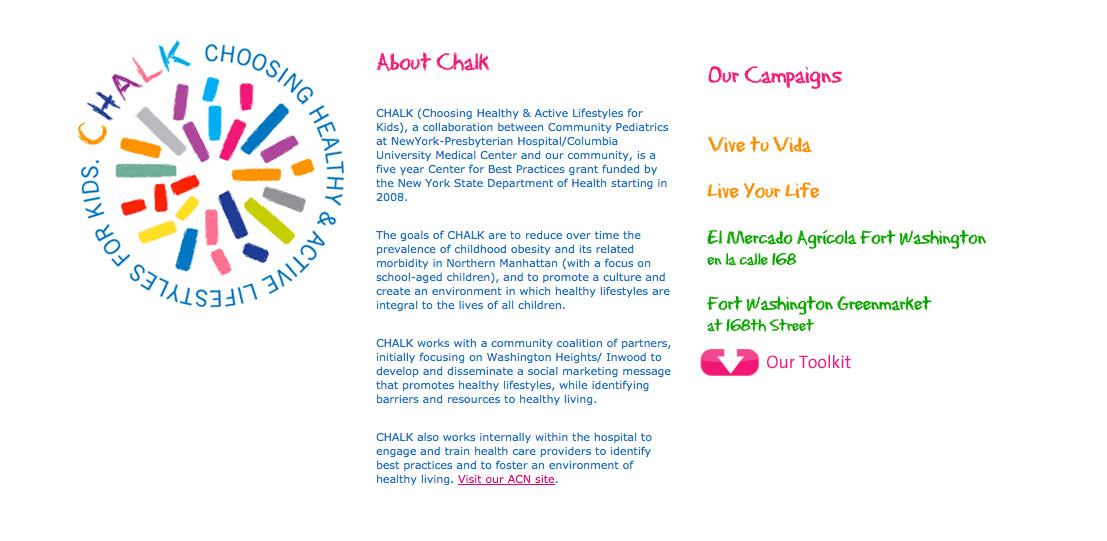 CHALK CHOOSING HEALTHY & ACTIVE LIFESTYLES FOR KIDS.
About Chalk
CHALK (Choosing Healthy & Active Lifestyles for
Kids), a collaboration between Community Pediatrics
at NewYork-Presbyterian Hospital/Columbia
University Medical Center and our community, is a
five year Center for Best Practices grant funded by
the New York State Department of Health starting in
2008.
The goals of CHALK are to reduce over time the
prevalence of childhood obesity and its related
morbidity in Northern Manhattan (with a focus on
school-aged children), and to promote a culture and
create an environment in which healthy lifestyles are
integral to the lives of all children.
CHALK works with a community coalition of partners,
initially focusing on Washington Heights/ Inwood to
develop and disseminate a social marketing message
that promotes healthy lifestyles, while identifying
barriers and resources to healthy living.
CHALK also works internally within the hospital to
engage and train health care providers to identify
best practices and to foster an environment of
healthy living. Visit our ACN site.
Our Campaigns
Vive tu Vida
Live Your Life
El Mercado Agrícola Fort Washington
en la calle 168
Fort Washington Greenmarket
at 168th Street
Our Toolkit